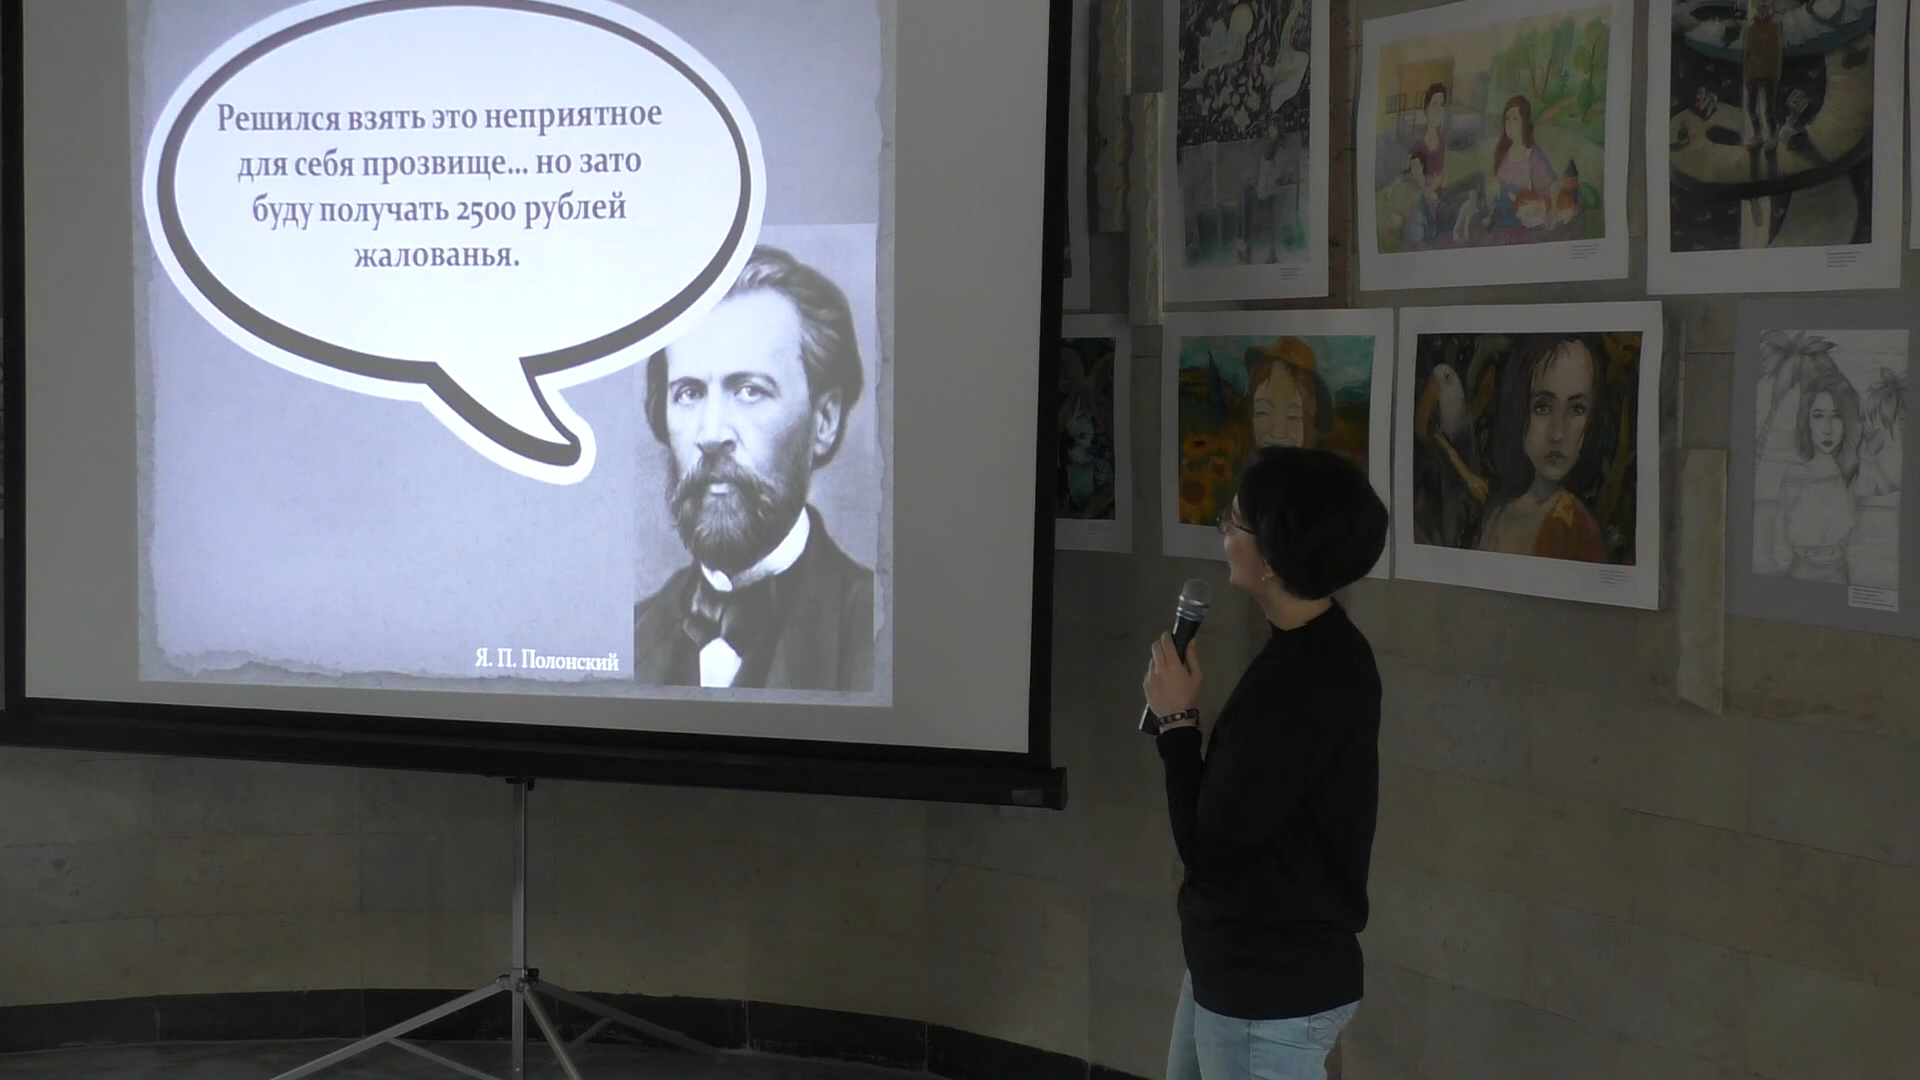 Решился взять это неприятное
для себя прозвище... но зато
буду получать 2500 рублей
жалованья.
Я. П. Полонский